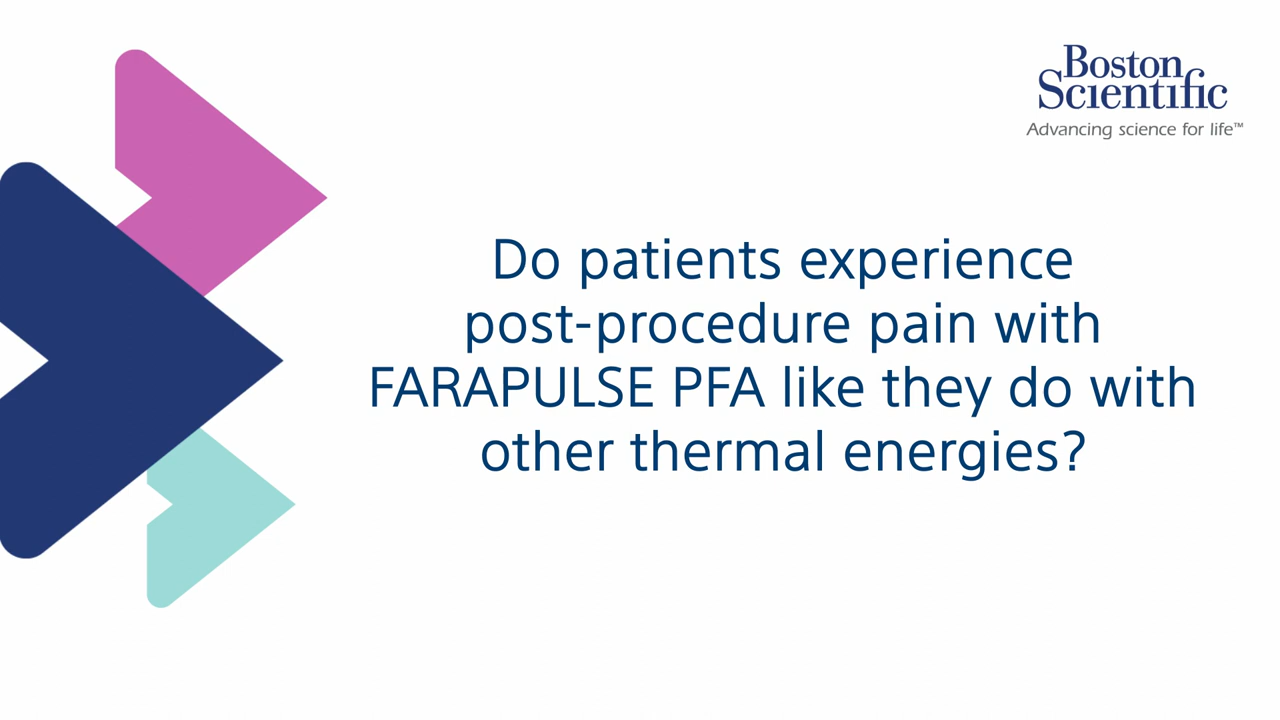 Boston
Scientific
Advancing science for life™
Do patients experience
post-procedure pain with
FARAPULSE PFA like they do with
other thermal energies?